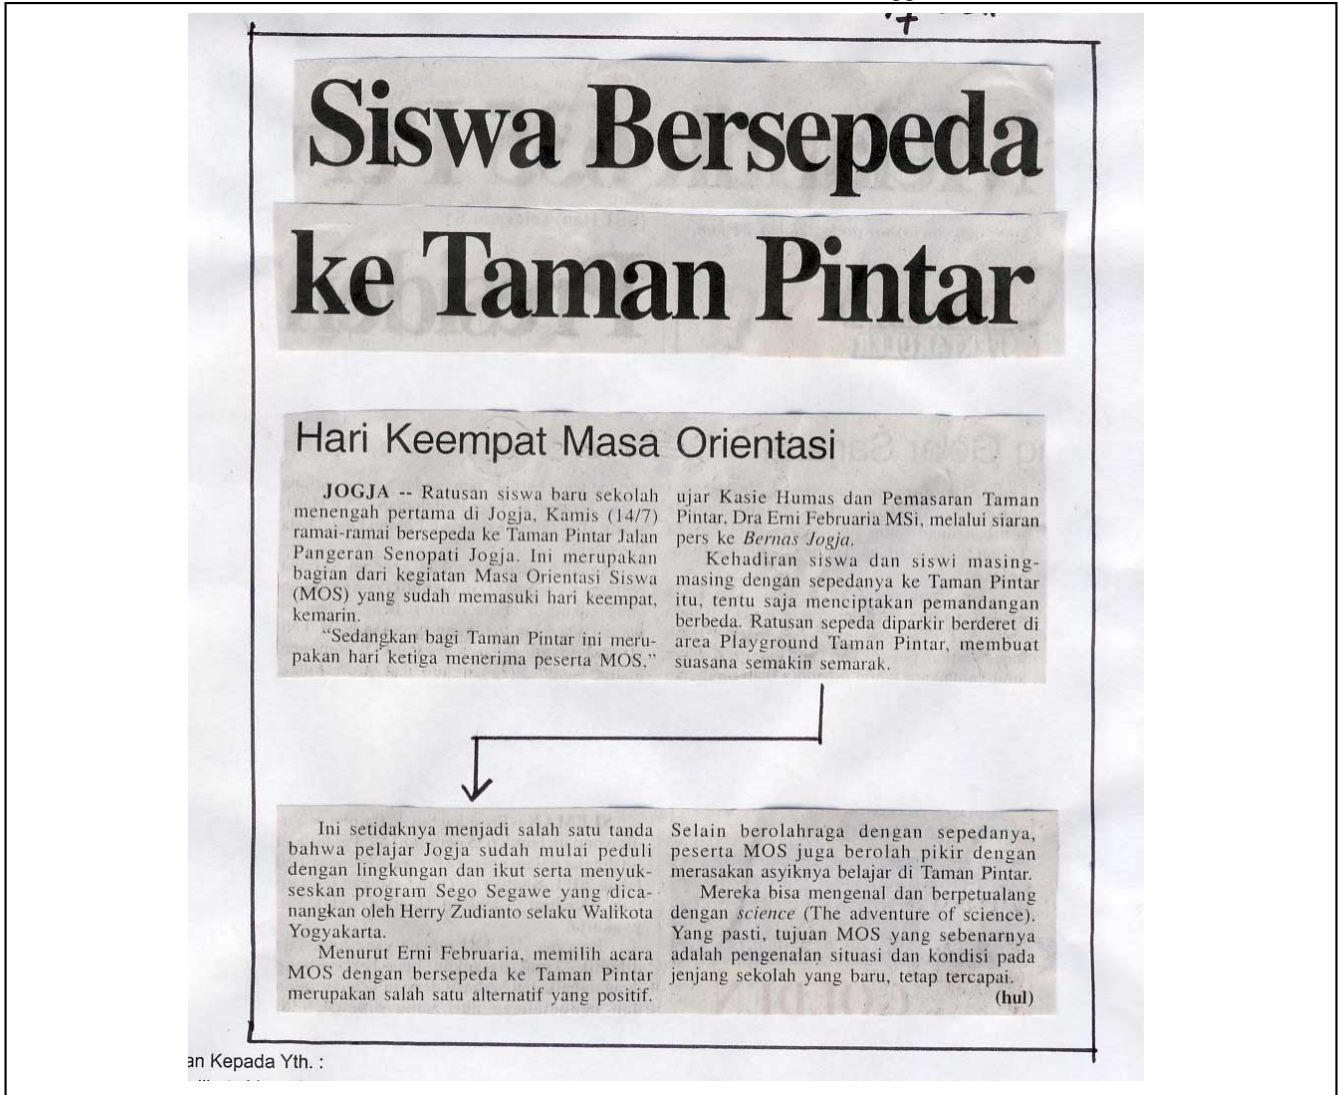 Siswa Bersepeda
ke Taman Pintar
Hari Keempat Masa Orientasi
JOGJA -- Ratusan siswa baru sekolah
menengah pertama di Jogja, Kamis (14/7)
ramai-ramai bersepeda ke Taman Pintar Jalan
Pangeran Senopati Jogja. Ini merupakan
bagian dari kegiatan Masa Orientasi Siswa
(MOS) yang sudah memasuki hari keempat,
kemarin.
"Sedangkan bagi Taman Pintar ini meru-
pakan hari ketiga menerima peserta MOS,"
ujar Kasie Humas dan Pemasaran Taman
Pintar, Dra Erni Februaria MSi, melalui siaran
pers ke Bernas Jogja.
Kehadiran siswa dan siswi masing-
masing dengan sepedanya ke Taman Pintar
itu, tentu saja menciptakan pemandangan
berbeda. Ratusan sepeda diparkir berderet di
area Playground Taman Pintar, membuat
suasana semakin semarak.
Ini setidaknya menjadi salah satu tanda
bahwa pelajar Jogja sudah mulai peduli
dengan lingkungan dan ikut serta menyuk-
seskan program Sego Segawe yang dica-
nangkan oleh Herry Zudianto selaku Walikota
Yogyakarta.
Menurut Erni Februaria, memilih acara
MOS dengan bersepeda ke Taman Pintar
merupakan salah satu alternatif yang positif.
Selain berolahraga dengan sepedanya,
peserta MOS juga berolah pikir dengan
merasakan asyiknya belajar di Taman Pintar.
Mereka bisa mengenal dan berpetualang
dengan science (The adventure of science).
Yang pasti, tujuan MOS yang sebenarnya
adalah pengenalan situasi dan kondisi pada
jenjang sekolah yang baru, tetap tercapai.
(hul)
an Kepada Yth. :